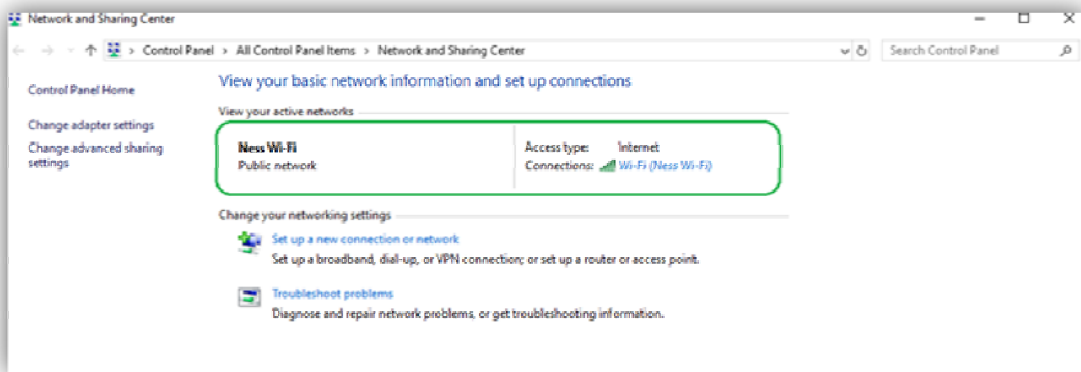 Network and Sharing Center
Control Panel > All Control Panel Items > Network and Sharing Center
Search Control Panel
Control Panel Home
Change adapter settings
Change advanced sharing
settings
View your basic network information and set up connections
View your active networks
Ness Wi-Fi
Public network
Access type: Internet
Connections: Wi-Fi (Ness Wi-Fi)
Change your networking settings
Set up a new connection or network
Set up a broadband, dial-up, or VPN connection; or set up a router or access point.
Troubleshoot problems
Diagnose and repair network problems, or get troubleshooting information.